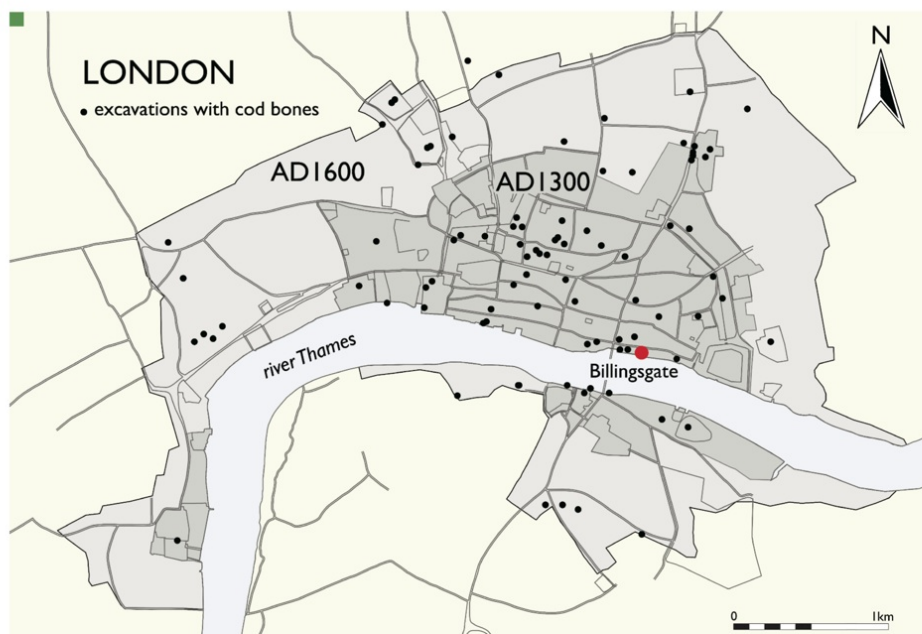 LONDON
• excavations with cod bones
N
AD1600
AD1300
river Thames
Billingsgate
0 1km